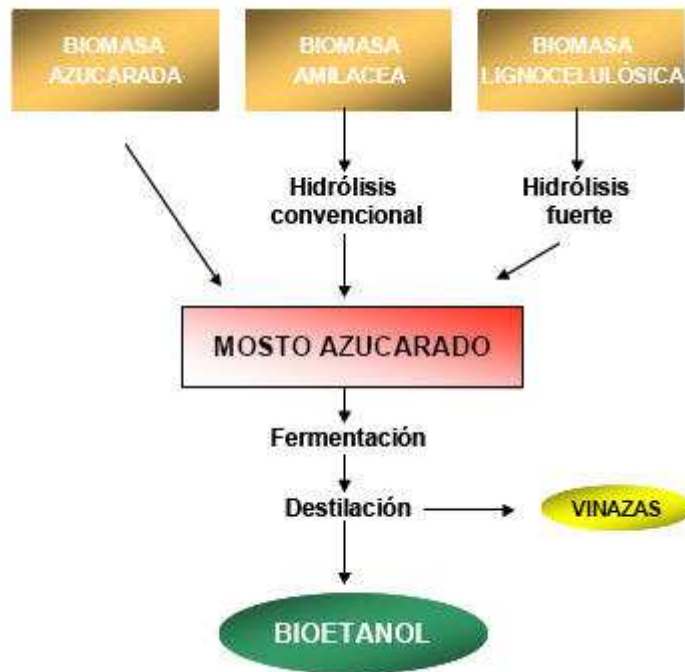 BIOMASA
AZUCARADA
BIOMASA
AMILACEA
BIOMASA
LIGNOCELULÓSICA
Hidrólisis
convencional
Hidrólisis
fuerte
MOSTO AZUCARADO
Fermentación
Destilación
VINAZAS
BIOETANOL